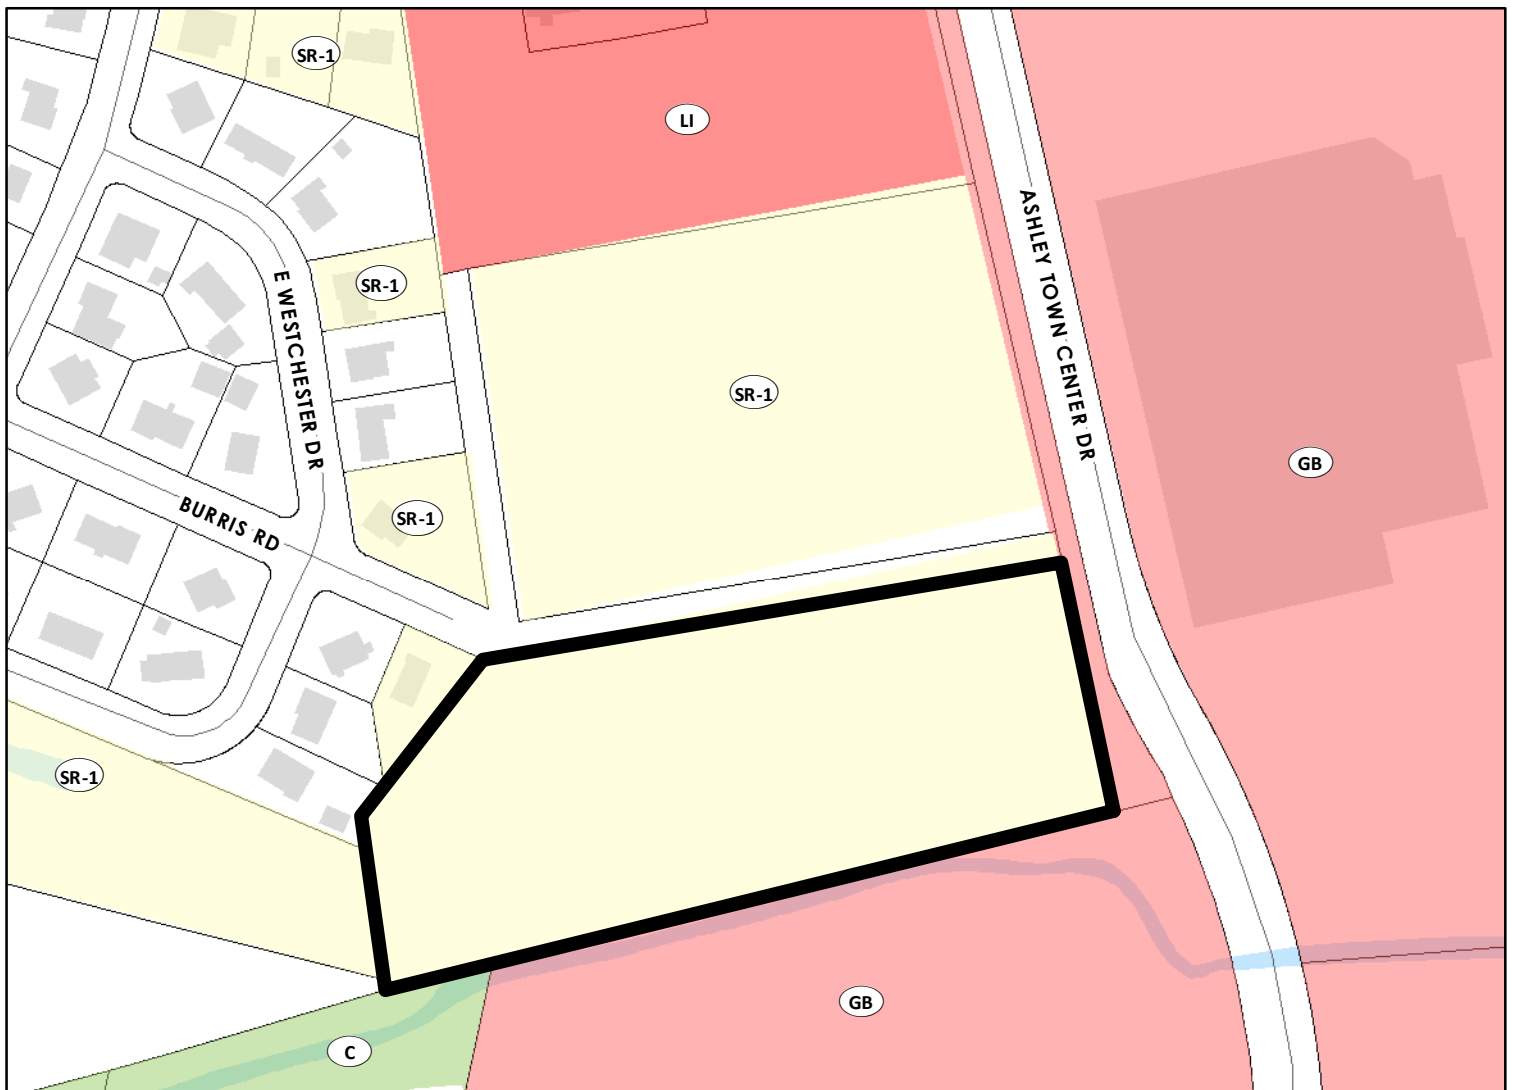 SR-1
LI
ASHLEY TOWN CENTER DR
SR-1
E WESTCHESTER DR
SR-1
GB
BURRIS RD
SR-1
SR-1
GB
C